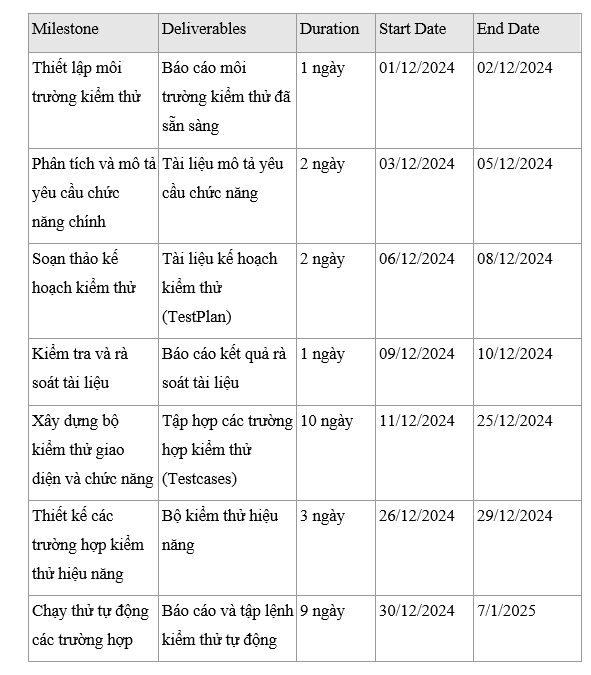 Milestone Deliverables Duration Start Date End Date
Thiết lập môi Báo cáo môi 1 ngày 01/12/2024 02/12/2024
trường kiểm thử trường kiểm thử đã
sẵn sàng
Phân tích và mô tả Tài liệu mô tả yêu 2 ngày 03/12/2024 05/12/2024
yêu cầu chức cầu chức năng
năng chính
Soạn thảo kế Tài liệu kế hoạch 2 ngày 06/12/2024 08/12/2024
hoạch kiểm thử kiểm thử
(TestPlan)
Kiểm tra và rà Báo cáo kết quả rà 1 ngày 09/12/2024 10/12/2024
soát tài liệu soát tài liệu
Xây dựng bộ Tập hợp các trường 10 ngày 11/12/2024 25/12/2024
kiểm thử giao hợp kiểm thử
diện và chức năng (Testcases)
Thiết kế các Bộ kiểm thử hiệu 3 ngày 26/12/2024 29/12/2024
trường hợp kiểm năng
thử hiệu năng
Chạy thử tự động Báo cáo và tập lệnh 9 ngày 30/12/2024 7/1/2025
các trường hợp kiểm thử tự động